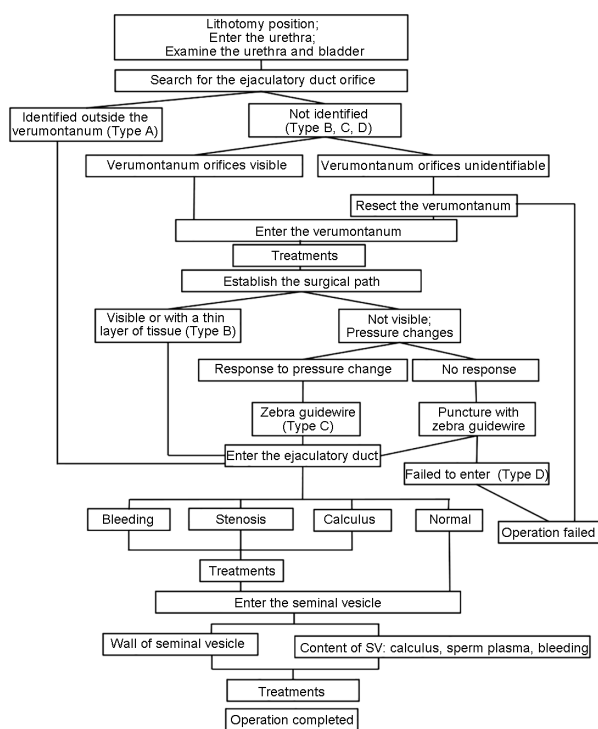 Lithotomy position;
Enter the urethra;
Examine the urethra and bladder
Search for the ejaculatory duct orifice
Identified outside the
verumontanum (Type A)
Not identified
(Type B, C, D)
Verumontanum orifices visible
Verumontanum orifices unidentifiable
Resect the verumontanum
Enter the verumontanum
Treatments
Establish the surgical path
Visible or with a thin
layer of tissue (Type B)
Not visible;
Pressure changes
Response to pressure change
No response
Zebra guidewire
(Type C)
Puncture with
zebra guidewire
Enter the ejaculatory duct
Failed to enter (Type D)
Bleeding
Stenosis
Calculus
Normal
Operation failed
Treatments
Enter the seminal vesicle
Wall of seminal vesicle
Content of SV: calculus, sperm plasma, bleeding
Treatments
Operation completed